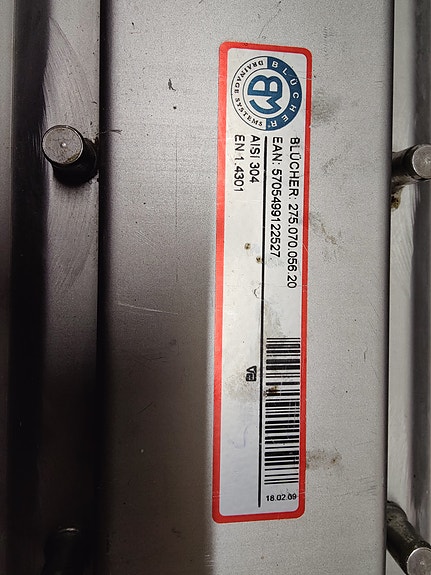 BLÜCHER®
DRAINAGE SYSTEMS
BLÜCHER: 275.070.056.20
EAN: 5705499122527
AISI 304
EN 1.4301
18.02.09